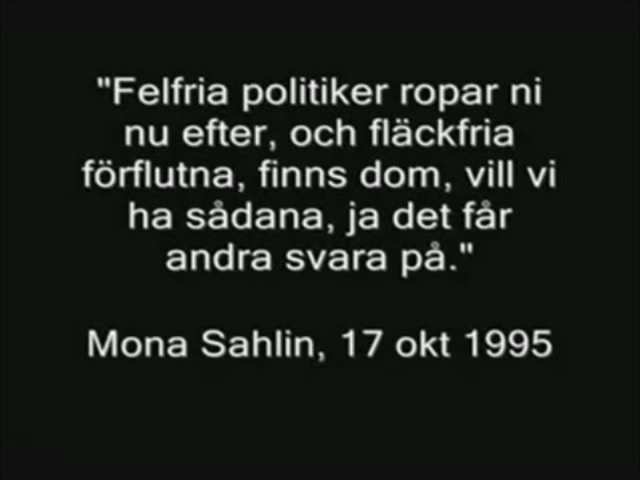 "Felfria politiker ropar ni
nu efter, och fläckfria
förflutna, finns dom, vill vi
ha sådana, ja det får
andra svara på."
Mona Sahlin, 17 okt 1995